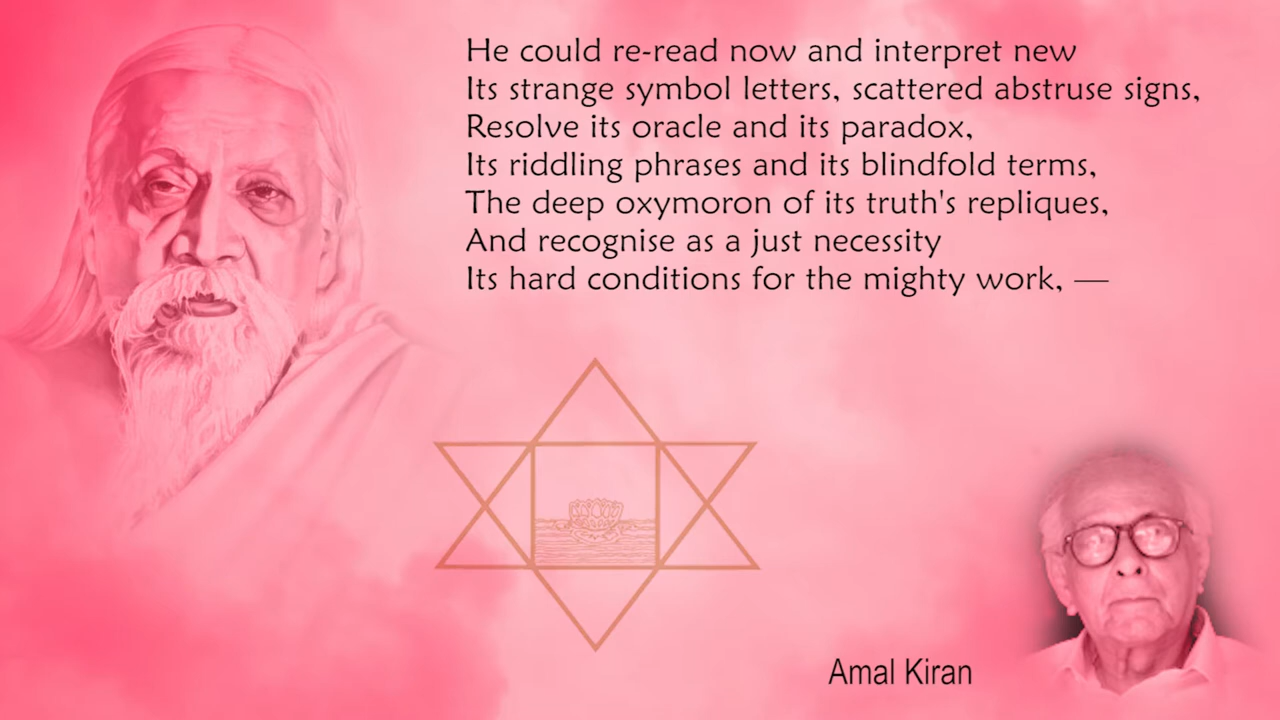 He could re-read now and interpret new
Its strange symbol letters, scattered abstruse signs,
Resolve its oracle and its paradox,
Its riddling phrases and its blindfold terms,
The deep oxymoron of its truth's repliques,
And recognise as a just necessity
Its hard conditions for the mighty work, —
Amal Kiran